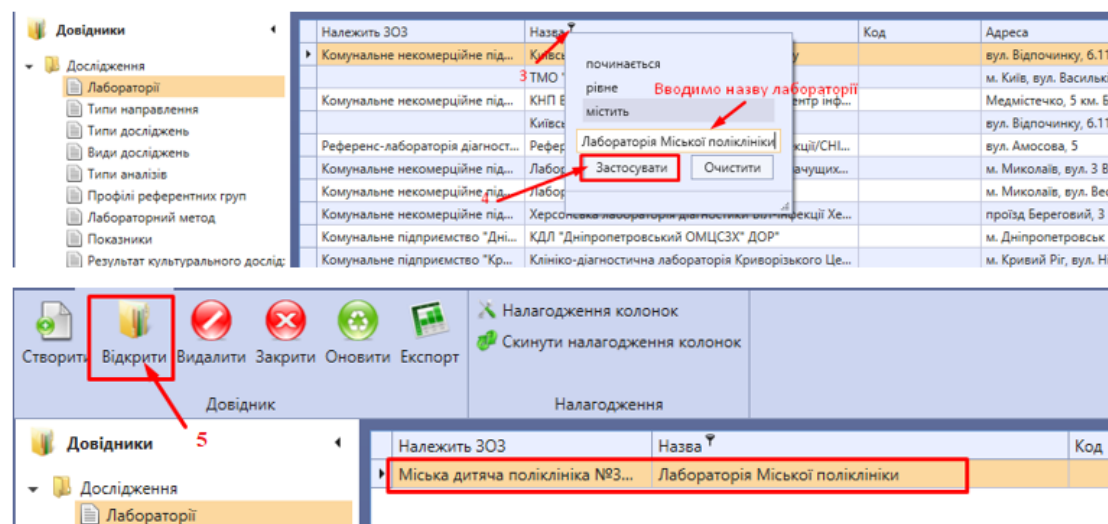 Довідники
Належить ЗОЗ Назва Код Адреса
Дослідження
Лабораторії
Типи направлення
Типи досліджень
Види досліджень
Типи аналізів
Профілі референтних груп
Лабораторний метод
Показники
Результат культурального дослід:
Комунальне некомерційне під... вул. Відпочинку, 6.11
ТМО м. Київ, вул. Васильк
Комунальне некомерційне під... КНП Медмістечко, 5 км.
вул. Відпочинку, 6.11
Референс-лабораторія діагност... Рефер кції/СНІ... вул. Амосова, 5
Комунальне некомерційне під... Лабор ачущих... м. Миколаїв, вул. 3
Комунальне некомерційне під... Лабор м. Миколаїв, вул.
Комунальне некомерційне під... Херсонська лабораторія діагностики ВІЛ-інфекції Хе... проїзд Береговий, 3
Комунальне підприємство "Дні... КДЛ "Дніпропетровський ОМЦСЗХ" ДОР" м. Дніпропетровськ
Комунальне підприємство "Кр... Клініко-діагностична лабораторія Криворізького Це... м. Кривий Ріг, вул. Ні
3
починається
рівне
містить
Вводимо назву лабораторії
Лабораторія Міської поліклініки
Застосувати Очистити
4
Створити Відкрити Видалити Закрити Оновити Експорт
Довідник
Налагодження колонок
Скинути налагодження колонок
Налагодження
5
Довідники
Належить ЗОЗ Назва Код
Міська дитяча поліклініка №3... Лабораторія Міської поліклініки
Дослідження
Лабораторії